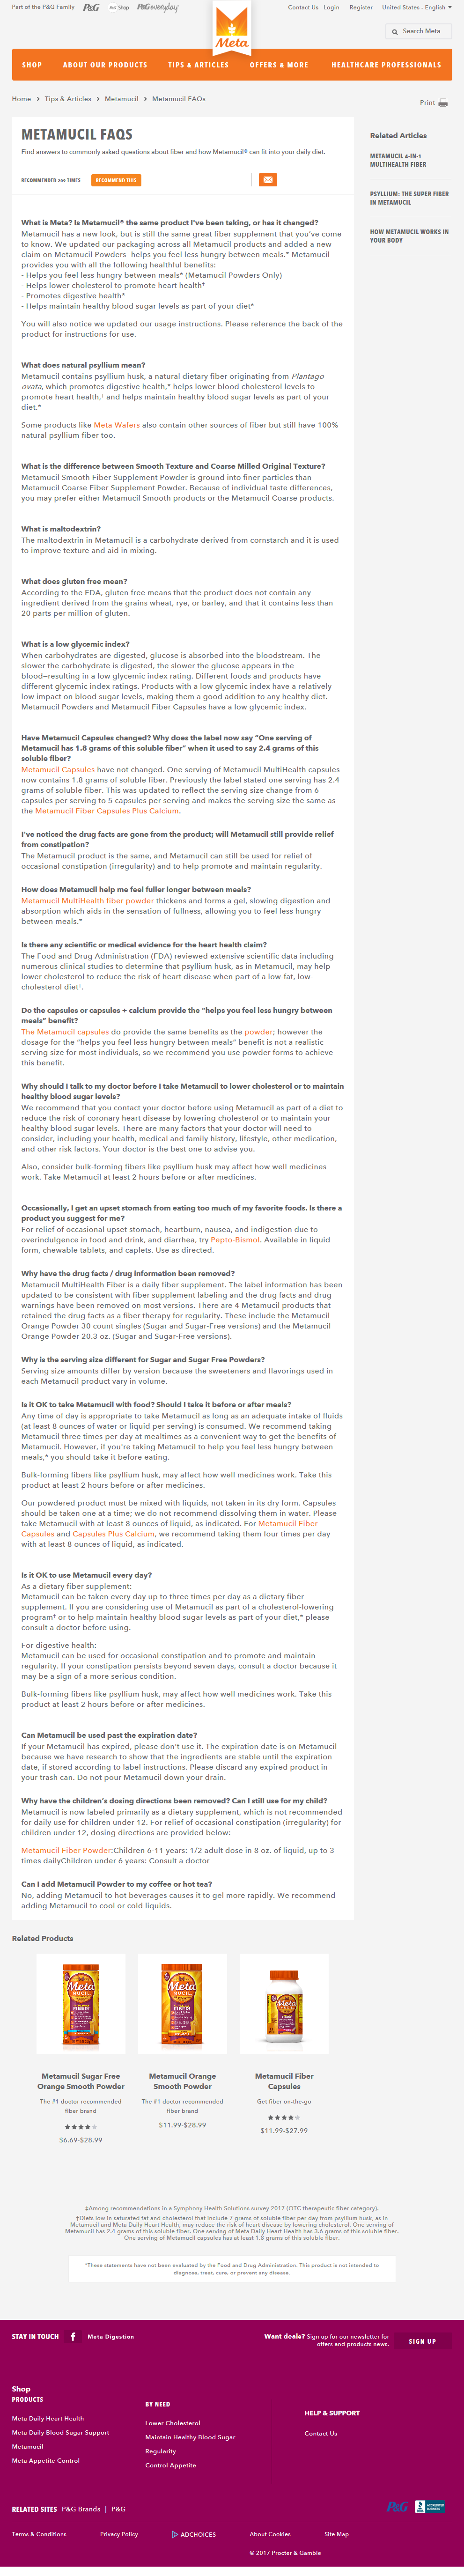 Part of the P&G Family P&G P&G Shop P&G everyday
Contact Us Login Register United States - English
Meta
Search Meta
SHOP ABOUT OUR PRODUCTS TIPS & ARTICLES OFFERS & MORE HEALTHCARE PROFESSIONALS
Home > Tips & Articles > Metamucil > Metamucil FAQs
Print
METAMUCIL FAQS
Find answers to commonly asked questions about fiber and how Metamucil® can fit into your daily diet.
RECOMMENDED 209 TIMES RECOMMEND THIS
Related Articles
METAMUCIL 4-IN-1
MULTIHEALTH FIBER
PSYLLIUM: THE SUPER FIBER
IN METAMUCIL
HOW METAMUCIL WORKS IN
YOUR BODY
What is Meta? Is Metamucil® the same product I've been taking, or has it changed?
Metamucil has a new look, but is still the same great fiber supplement that you've come
to know. We updated our packaging across all Metamucil products and added a new
claim on Metamucil Powders—helps you feel less hungry between meals.* Metamucil
provides you with all the following healthful benefits:
- Helps you feel less hungry between meals* (Metamucil Powders Only)
- Helps lower cholesterol to promote heart health†
- Promotes digestive health*
- Helps maintain healthy blood sugar levels as part of your diet*
You will also notice we updated our usage instructions. Please reference the back of the
product for instructions for use.
What does natural psyllium mean?
Metamucil contains psyllium husk, a natural dietary fiber originating from Plantago
ovata, which promotes digestive health,* helps lower blood cholesterol levels to
promote heart health,† and helps maintain healthy blood sugar levels as part of your
diet.*
Some products like Meta Wafers also contain other sources of fiber but still have 100%
natural psyllium fiber too.
What is the difference between Smooth Texture and Coarse Milled Original Texture?
Metamucil Smooth Fiber Supplement Powder is ground into finer particles than
Metamucil Coarse Fiber Supplement Powder. Because of individual taste differences,
you may prefer either Metamucil Smooth products or the Metamucil Coarse products.
What is maltodextrin?
The maltodextrin in Metamucil is a carbohydrate derived from cornstarch and it is used
to improve texture and aid in mixing.
What does gluten free mean?
According to the FDA, gluten free means that the product does not contain any
ingredient derived from the grains wheat, rye, or barley, and that it contains less than
20 parts per million of gluten.
What is a low glycemic index?
When carbohydrates are digested, glucose is absorbed into the bloodstream. The
slower the carbohydrate is digested, the slower the glucose appears in the
blood—resulting in a low glycemic index rating. Different foods and products have
different glycemic index ratings. Products with a low glycemic index have a relatively
low impact on blood sugar levels, making them a good addition to any healthy diet.
Metamucil Powders and Metamucil Fiber Capsules have a low glycemic index.
Have Metamucil Capsules changed? Why does the label now say "One serving of
Metamucil has 1.8 grams of this soluble fiber" when it used to say 2.4 grams of this
soluble fiber?
Metamucil Capsules have not changed. One serving of Metamucil MultiHealth capsules
now contains 1.8 grams of soluble fiber. Previously the label stated one serving has 2.4
grams of soluble fiber. This was updated to reflect the serving size change from 6
capsules per serving to 5 capsules per serving and makes the serving size the same as
the Metamucil Fiber Capsules Plus Calcium.
I've noticed the drug facts are gone from the product; will Metamucil still provide relief
from constipation?
The Metamucil product is the same, and Metamucil can still be used for relief of
occasional constipation (irregularity) and to help promote and maintain regularity.
How does Metamucil help me feel fuller longer between meals?
Metamucil MultiHealth fiber powder thickens and forms a gel, slowing digestion and
absorption which aids in the sensation of fullness, allowing you to feel less hungry
between meals.*
Is there any scientific or medical evidence for the heart health claim?
The Food and Drug Administration (FDA) reviewed extensive scientific data including
numerous clinical studies to determine that psyllium husk, as in Metamucil, may help
lower cholesterol to reduce the risk of heart disease when part of a low-fat, low-
cholesterol diet†.
Do the capsules or capsules + calcium provide the "helps you feel less hungry between
meals" benefit?
The Metamucil capsules do provide the same benefits as the powder; however the
dosage for the "helps you feel less hungry between meals" benefit is not a realistic
serving size for most individuals, so we recommend you use powder forms to achieve
this benefit.
Why should I talk to my doctor before I take Metamucil to lower cholesterol or to maintain
healthy blood sugar levels?
We recommend that you contact your doctor before using Metamucil as part of a diet to
reduce the risk of coronary heart disease by lowering cholesterol or to maintain your
healthy blood sugar levels. There are many factors that your doctor will need to
consider, including your health, medical and family history, lifestyle, other medication,
and other risk factors. Your doctor is the best one to advise you.
Also, consider bulk-forming fibers like psyllium husk may affect how well medicines
work. Take Metamucil at least 2 hours before or after medicines.
Occasionally, I get an upset stomach from eating too much of my favorite foods. Is there a
product you suggest for me?
For relief of occasional upset stomach, heartburn, nausea, and indigestion due to
overindulgence in food and drink, and diarrhea, try Pepto-Bismol. Available in liquid
form, chewable tablets, and caplets. Use as directed.
Why have the drug facts / drug information been removed?
Metamucil MultiHealth Fiber is a daily fiber supplement. The label information has been
updated to be consistent with fiber supplement labeling and the drug facts and drug
warnings have been removed on most versions. There are 4 Metamucil products that
retained the drug facts as a fiber therapy for regularity. These include the Metamucil
Orange Powder 30 count singles (Sugar and Sugar-Free versions) and the Metamucil
Orange Powder 20.3 oz. (Sugar and Sugar-Free versions).
Why is the serving size different for Sugar and Sugar Free Powders?
Serving size amounts differ by version because the sweeteners and flavorings used in
each Metamucil product vary in volume.
Is it OK to take Metamucil with food? Should I take it before or after meals?
Any time of day is appropriate to take Metamucil as long as an adequate intake of fluids
(at least 8 ounces of water or liquid per serving) is consumed. We recommend taking
Metamucil three times per day at mealtimes as a convenient way to get the benefits of
Metamucil. However, if you're taking Metamucil to help you feel less hungry between
meals,* you should take it before eating.
Bulk-forming fibers like psyllium husk, may affect how well medicines work. Take this
product at least 2 hours before or after medicines.
Our powdered product must be mixed with liquids, not taken in its dry form. Capsules
should be taken one at a time; we do not recommend dissolving them in water. Please
take Metamucil with at least 8 ounces of liquid, as indicated. For Metamucil Fiber
Capsules and Capsules Plus Calcium, we recommend taking them four times per day
with at least 8 ounces of liquid, as indicated.
Is it OK to use Metamucil every day?
As a dietary fiber supplement:
Metamucil can be taken every day up to three times per day as a dietary fiber
supplement. If you are considering use of Metamucil as part of a cholesterol-lowering
program† or to help maintain healthy blood sugar levels as part of your diet,* please
consult a doctor before using.
For digestive health:
Metamucil can be used for occasional constipation and to promote and maintain
regularity. If your constipation persists beyond seven days, consult a doctor because it
may be a sign of a more serious condition.
Bulk-forming fibers like psyllium husk, may affect how well medicines work. Take this
product at least 2 hours before or after medicines.
Can Metamucil be used past the expiration date?
If your Metamucil has expired, please don't use it. The expiration date is on Metamucil
because we have research to show that the ingredients are stable until the expiration
date, if stored according to label instructions. Please discard any expired product in
your trash can. Do not pour Metamucil down your drain.
Why have the children's dosing directions been removed? Can I still use for my child?
Metamucil is now labeled primarily as a dietary supplement, which is not recommended
for daily use for children under 12. For relief of occasional constipation (irregularity) for
children under 12, dosing directions are provided below:
Metamucil Fiber Powder:Children 6-11 years: 1/2 adult dose in 8 oz. of liquid, up to 3
times dailyChildren under 6 years: Consult a doctor
Can I add Metamucil Powder to my coffee or hot tea?
No, adding Metamucil to hot beverages causes it to gel more rapidly. We recommend
adding Metamucil to cool or cold liquids.
Related Products
Meta MUCIL Meta MUCIL Meta
Metamucil Sugar Free
Orange Smooth Powder
The #1 doctor recommended
fiber brand
$6.69-$28.99
Metamucil Orange
Smooth Powder
The #1 doctor recommended
fiber brand
$11.99-$28.99
Metamucil Fiber
Capsules
Get fiber on-the-go
$11.99-$27.99
‡Among recommendations in a Symphony Health Solutions survey 2017 (OTC therapeutic fiber category).
†Diets low in saturated fat and cholesterol that include 7 grams of soluble fiber per day from psyllium husk, as in
Metamucil and Meta Daily Heart Health, may reduce the risk of heart disease by lowering cholesterol. One serving of
Metamucil has 2.4 grams of this soluble fiber. One serving of Meta Daily Heart Health has 3.6 grams of this soluble fiber.
One serving of Metamucil capsules has at least 1.8 grams of this soluble fiber.
*These statements have not been evaluated by the Food and Drug Administration. This product is not intended to
diagnose, treat, cure, or prevent any disease.
STAY IN TOUCH f Meta Digestion
Want deals? Sign up for our newsletter for
offers and products news.
SIGN UP
Shop
PRODUCTS
Meta Daily Heart Health
Meta Daily Blood Sugar Support
Metamucil
Meta Appetite Control
BY NEED
Lower Cholesterol
Maintain Healthy Blood Sugar
Regularity
Control Appetite
HELP & SUPPORT
Contact Us
RELATED SITES P&G Brands | P&G
P&G ACCREDITED BUSINESS
Terms & Conditions Privacy Policy ADCHOICES About Cookies Site Map
© 2017 Procter & Gamble